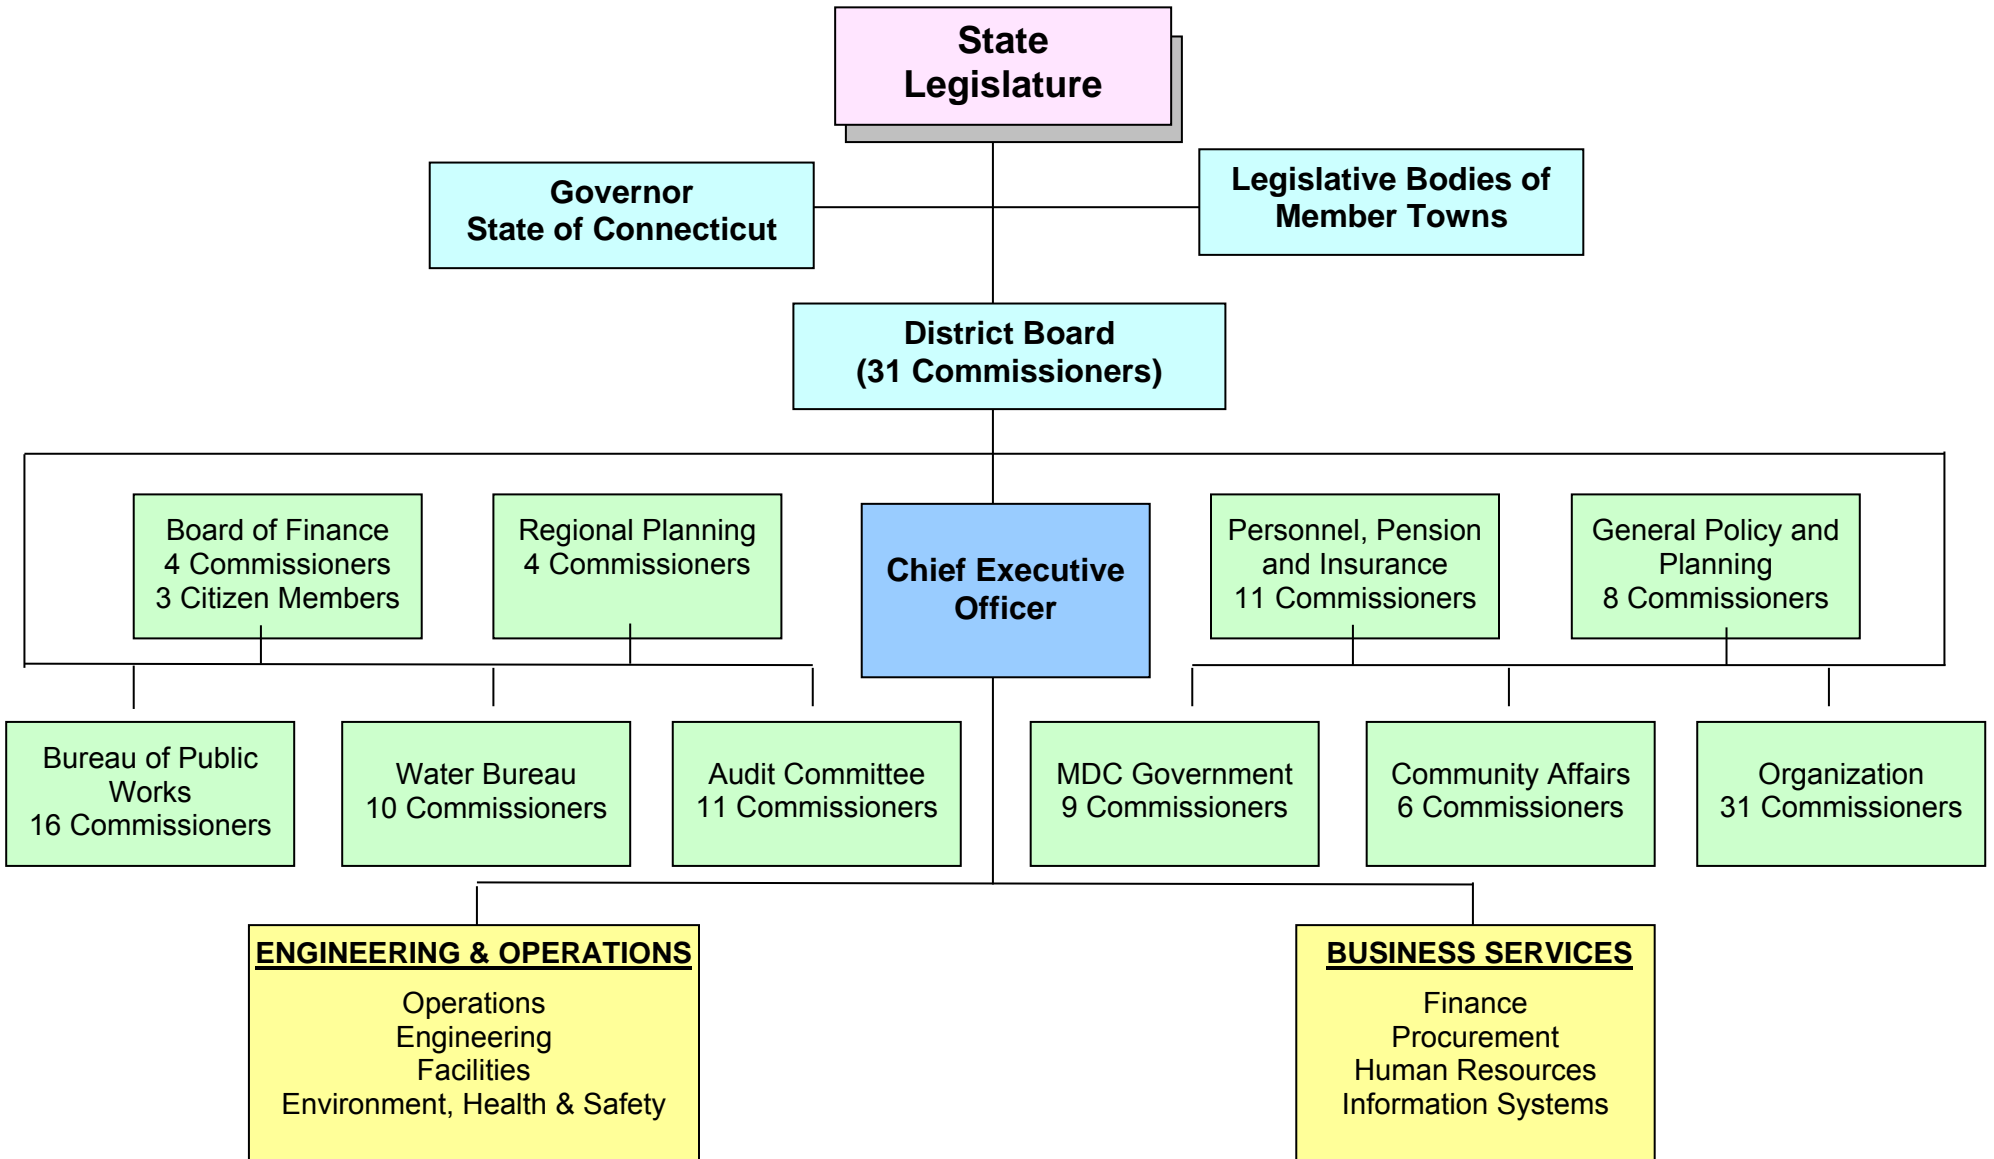 State
Legislature
Governor
State of Connecticut
Legislative Bodies of
Member Towns
District Board
(31 Commissioners)
Board of Finance
4 Commissioners
3 Citizen Members
Regional Planning
4 Commissioners
Chief Executive
Officer
Personnel, Pension
and Insurance
11 Commissioners
General Policy and
Planning
8 Commissioners
Bureau of Public
Works
16 Commissioners
Water Bureau
10 Commissioners
Audit Committee
11 Commissioners
MDC Government
9 Commissioners
Community Affairs
6 Commissioners
Organization
31 Commissioners
ENGINEERING & OPERATIONS
Operations
Engineering
Facilities
Environment, Health & Safety
BUSINESS SERVICES
Finance
Procurement
Human Resources
Information Systems